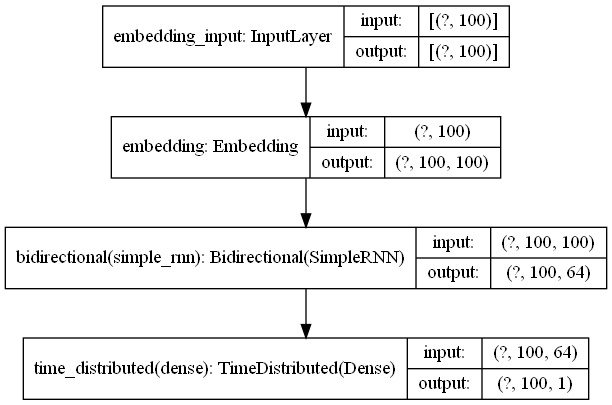 embedding_input: InputLayer
input: [(?, 100)]
output: [(?, 100)]
embedding: Embedding
input: (?, 100)
output: (?, 100, 100)
bidirectional(simple_rnn): Bidirectional(SimpleRNN)
input: (?, 100, 100)
output: (?, 100, 64)
time_distributed(dense): TimeDistributed(Dense)
input: (?, 100, 64)
output: (?, 100, 1)